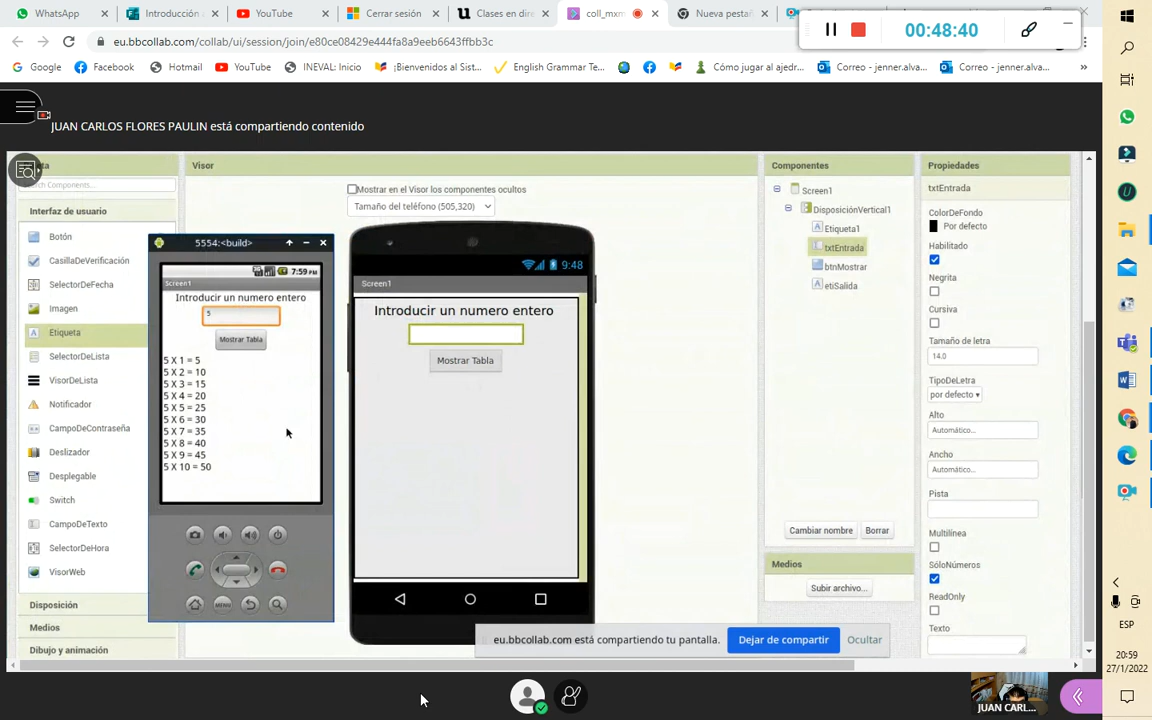 WhatsApp
Introducción
YouTube
Cerrar sesión
Clases en dire
coll_mxm
Nueva pestañ
00:48:40
eu.bbcollab.com/collab/ui/session/join/e80ce08429e444fa8a9eeb6643ffbb3c
Google
Facebook
Hotmail
YouTube
INEVAL: Inicio
¡Bienvenidos al Sist...
English Grammar Te...
Cómo jugar al ajedr...
Correo - jenner.alva...
Correo - jenner.alva...
»
JUAN CARLOS FLORES PAULIN está compartiendo contenido
Visor
Componentes
Propiedades
Search Components...
Mostrar en el Visor los componentes ocultos
Tamaño del teléfono (505,320)
Interfaz de usuario
Botón
CasillaDeVerificación
SelectorDeFecha
Imagen
Etiqueta
SelectorDeLista
VisorDeLista
Notificador
CampoDeContraseña
Deslizador
Desplegable
Switch
CampoDeTexto
SelectorDeHora
VisorWeb
Disposición
Medios
Dibujo y animación
5554:<build>
7:59 PM
Screen1
Introducir un numero entero
5
Mostrar Tabla
5 X 1 = 5
5 X 2 = 10
5 X 3 = 15
5 X 4 = 20
5 X 5 = 25
5 X 6 = 30
5 X 7 = 35
5 X 8 = 40
5 X 9 = 45
5 X 10 = 50
MENU
9:48
Screen1
Introducir un numero entero
Mostrar Tabla
Screen1
DisposiciónVertical1
Etiqueta1
txtEntrada
btnMostrar
etiSalida
Cambiar nombre
Borrar
Medios
Subir archivo...
txtEntrada
ColorDeFondo
Por defecto
Habilitado
Negrita
Cursiva
Tamaño de letra
14.0
TipoDeLetra
por defecto
Alto
Automático...
Ancho
Automático...
Pista
Multilínea
SóloNúmeros
ReadOnly
Texto
eu.bbcollab.com está compartiendo tu pantalla.
Dejar de compartir
Ocultar
JUAN CARL...
ESP
20:59
27/1/2022